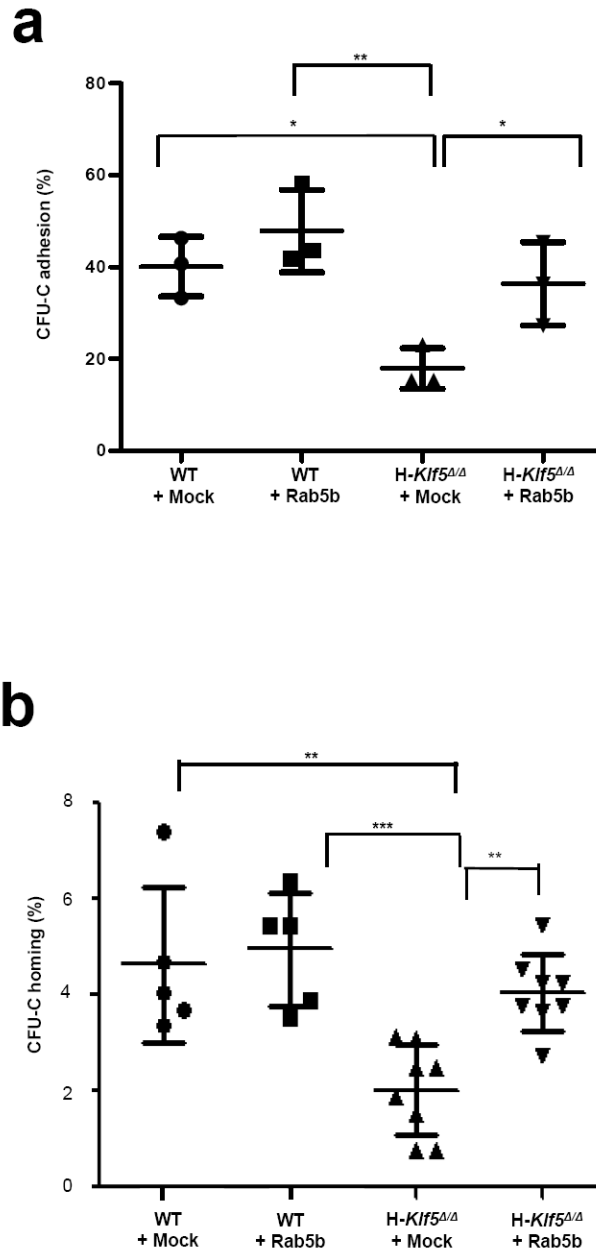 a
**
*
*
80
60
40
20
0
CFU-C adhesion (%)
WT
+ Mock
WT
+ Rab5b
H-Klf5Δ/Δ
+ Mock
H-Klf5Δ/Δ
+ Rab5b
b
**
***
**
8
6
4
2
0
CFU-C homing (%)
WT
+ Mock
WT
+ Rab5b
H-Klf5Δ/Δ
+ Mock
H-Klf5Δ/Δ
+ Rab5b